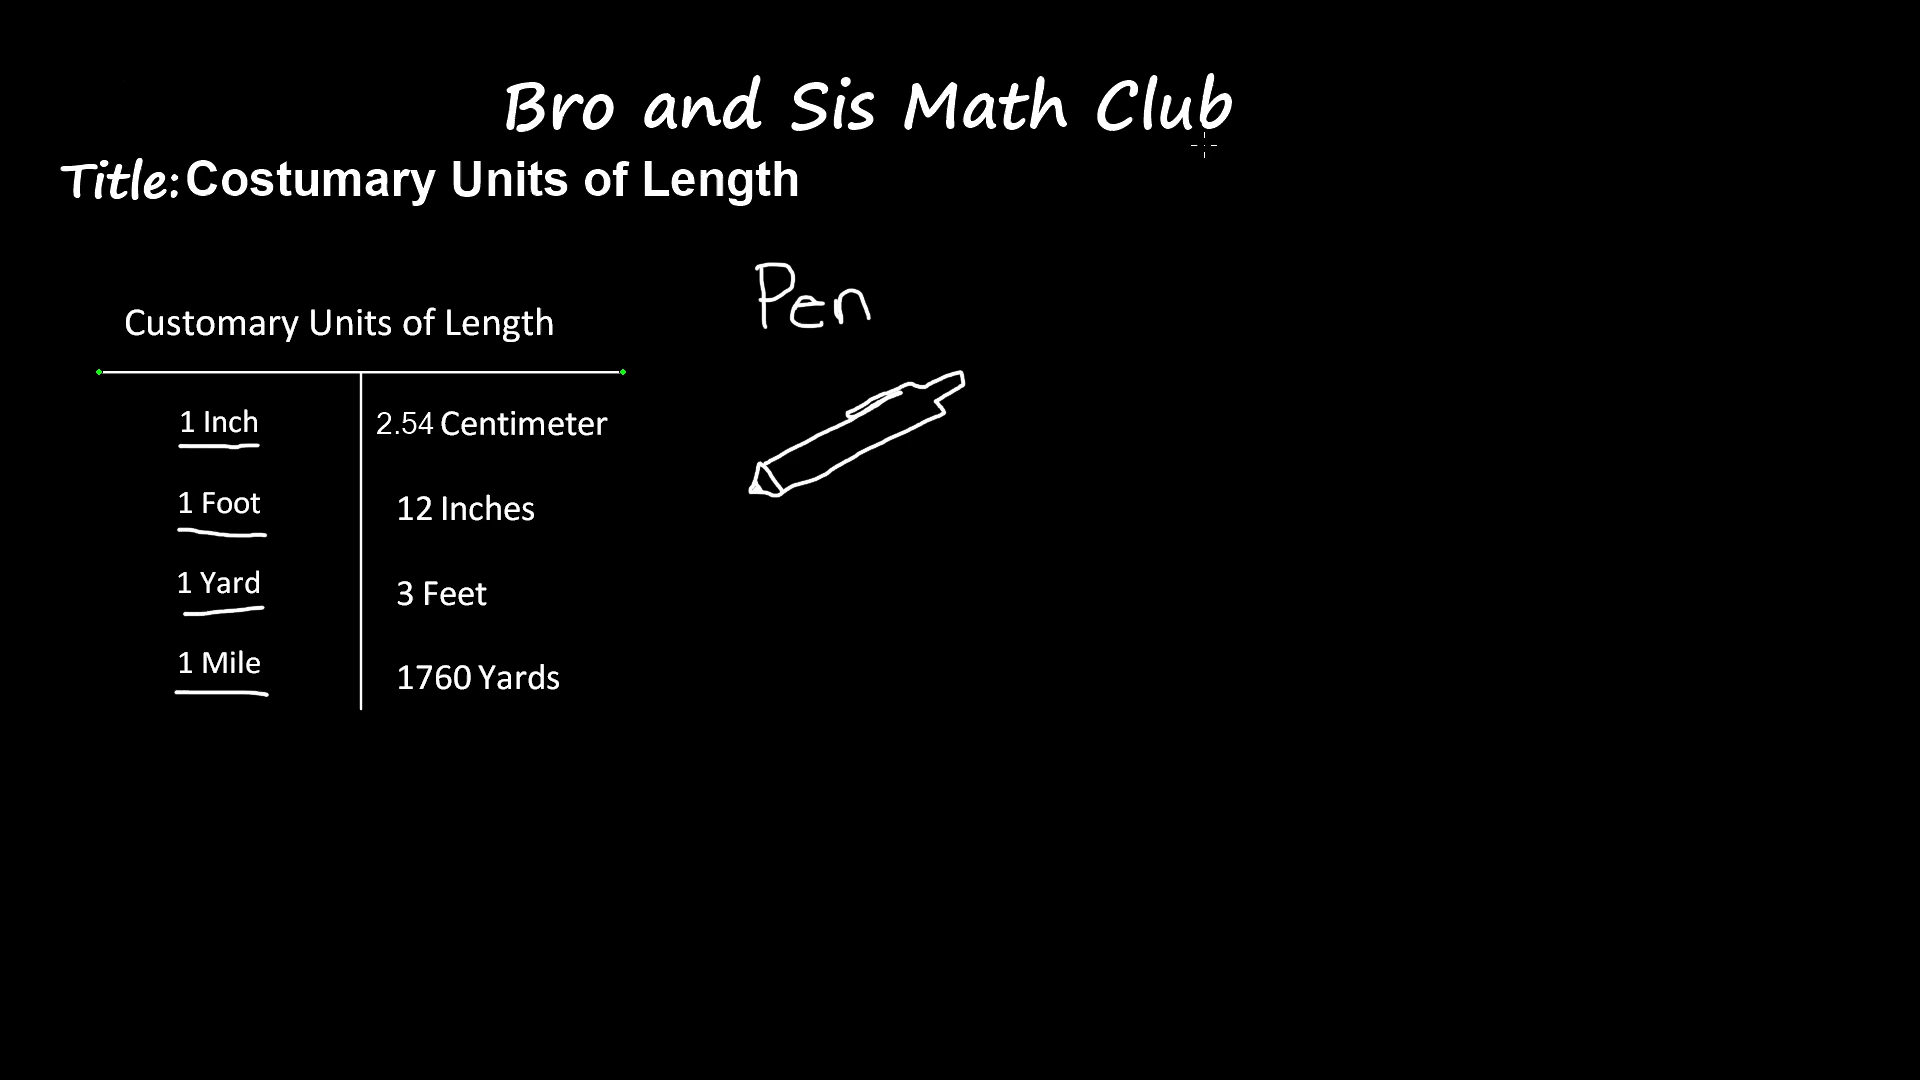 Bro and Sis Math Club
Title: Costumary Units of Length
Pen
Customary Units of Length
1 Inch 2.54 Centimeter
1 Foot 12 Inches
1 Yard 3 Feet
1 Mile 1760 Yards